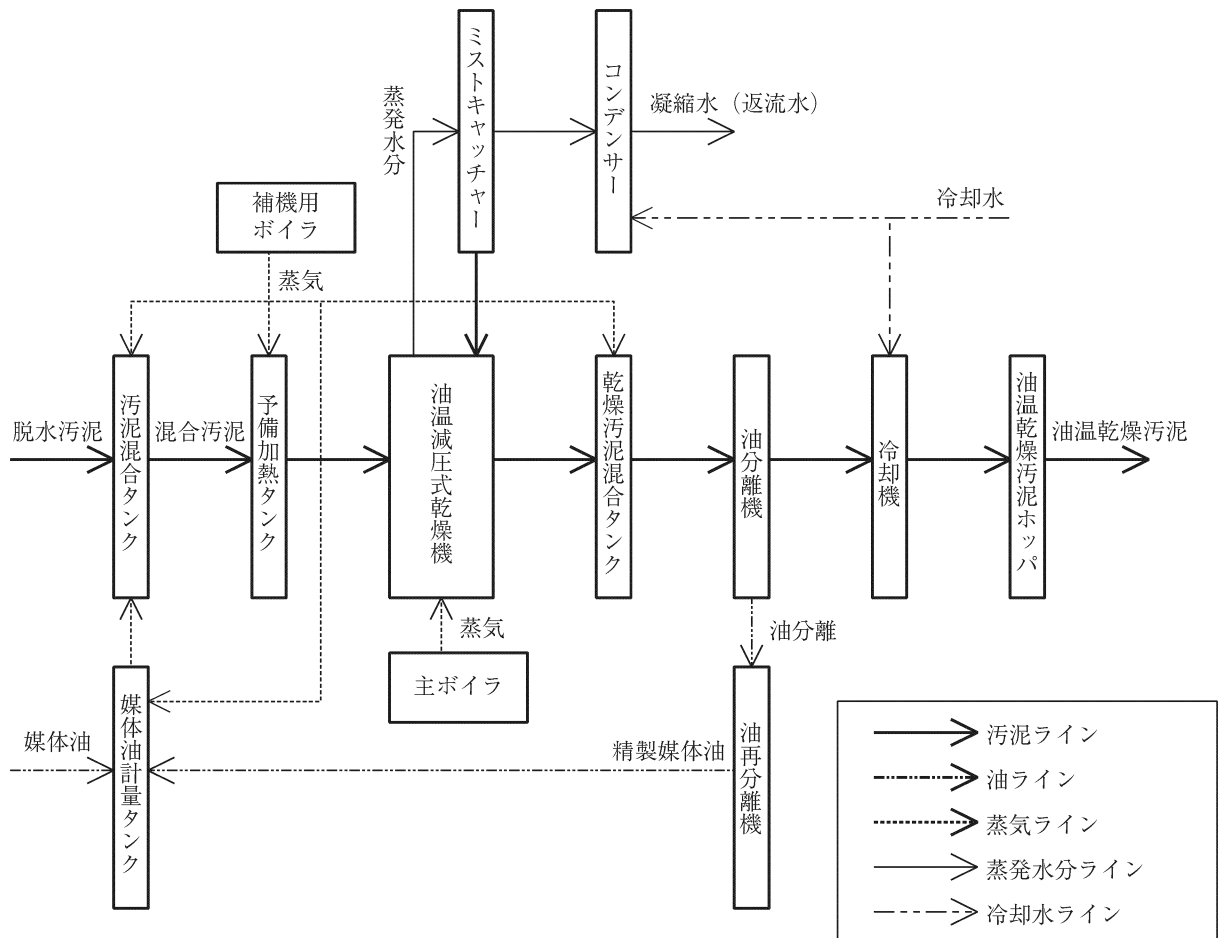 ミストキャッチャー
コンデンサー
蒸発水分
凝縮水（返流水）
補機用
ボイラ
冷却水
蒸気
脱水汚泥
汚泥混合タンク
混合汚泥
予備加熱タンク
油温減圧式乾燥機
乾燥汚泥混合タンク
油分離機
冷却機
油温乾燥汚泥ホッパ
油温乾燥汚泥
蒸気
主ボイラ
油分離
媒体油
媒体油計量タンク
精製媒体油
油再分離機
汚泥ライン
油ライン
蒸気ライン
蒸発水分ライン
冷却水ライン